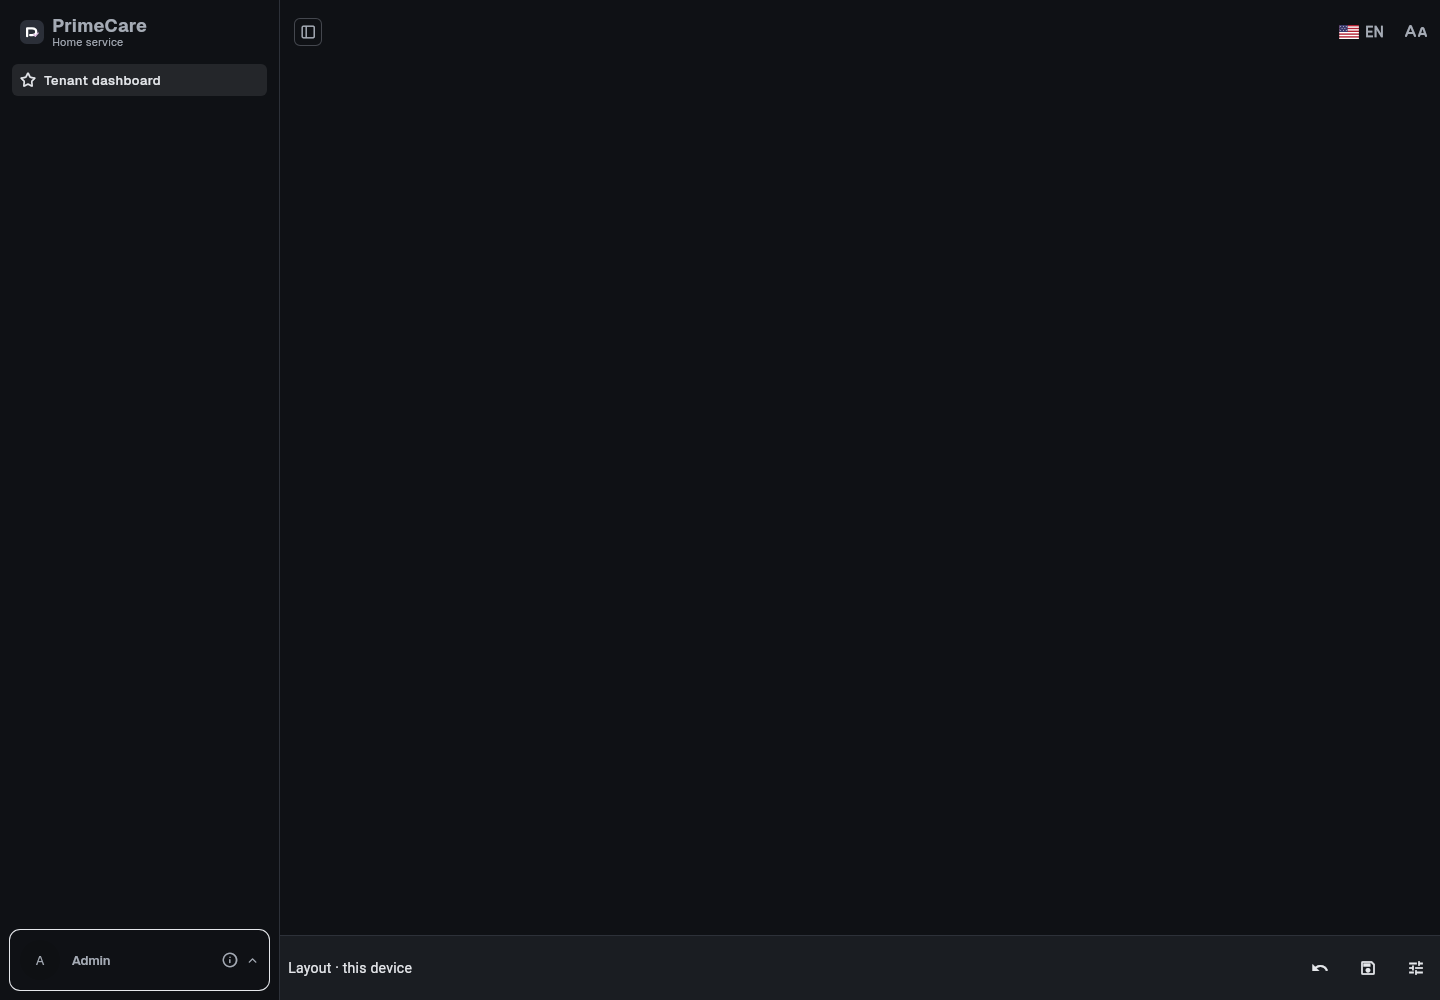 PrimeCare
Home service
EN
AA
Tenant dashboard
A
Admin
Layout · this device